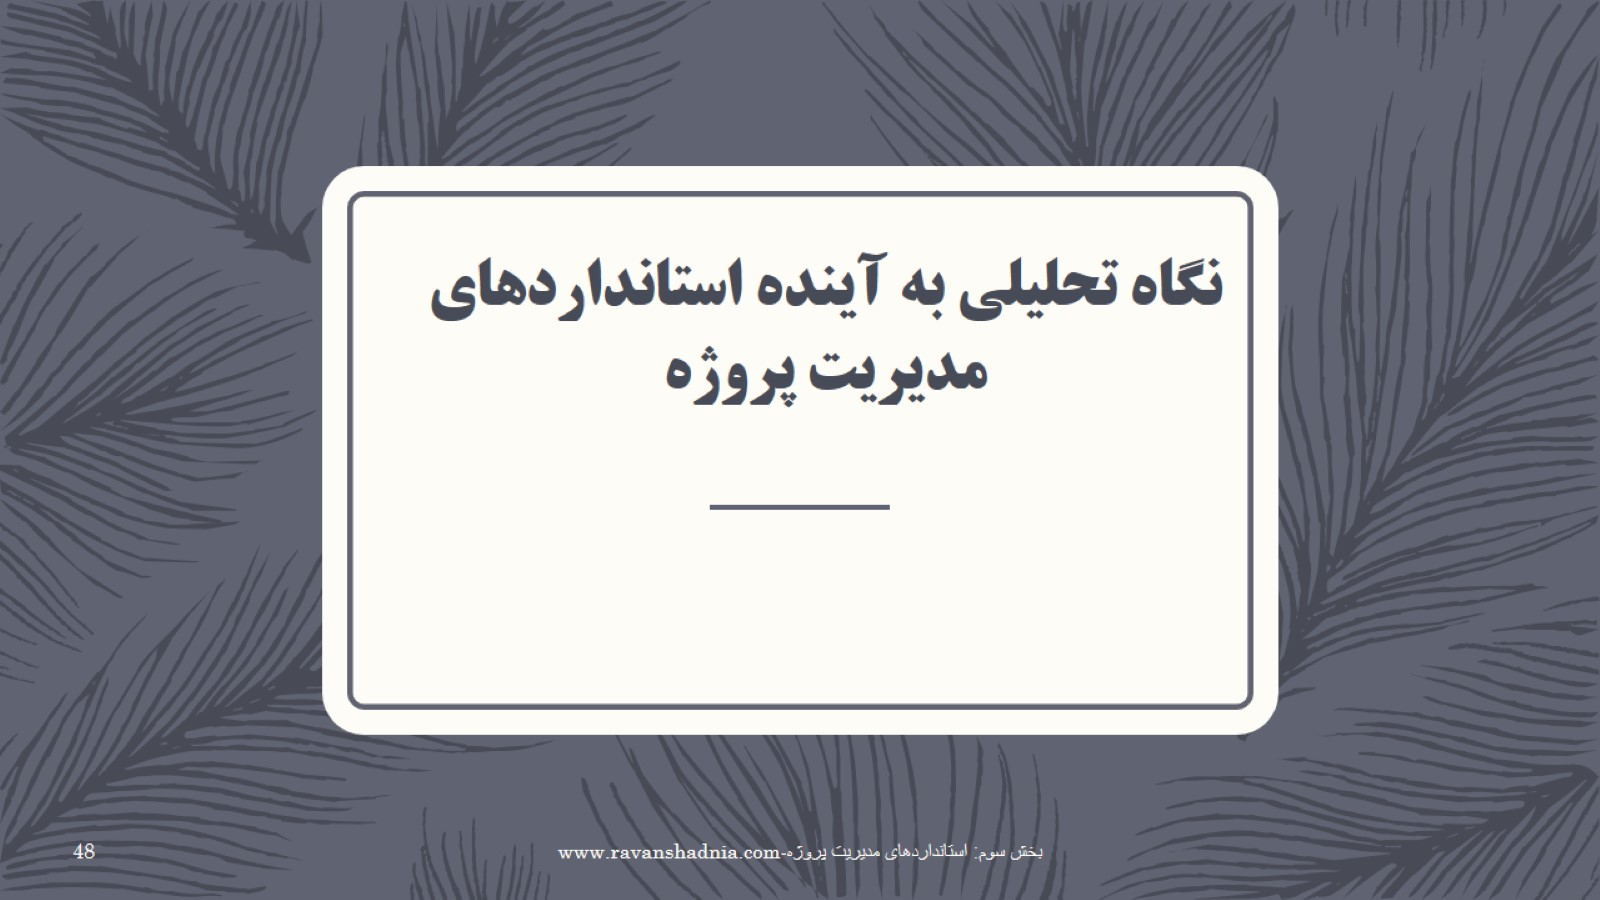 نگاه تحلیلی به آینده استانداردهای
مدیریت پروژه
بخش سوم: استانداردهای مدیریت پروژه-www.ravanshadnia.com
48